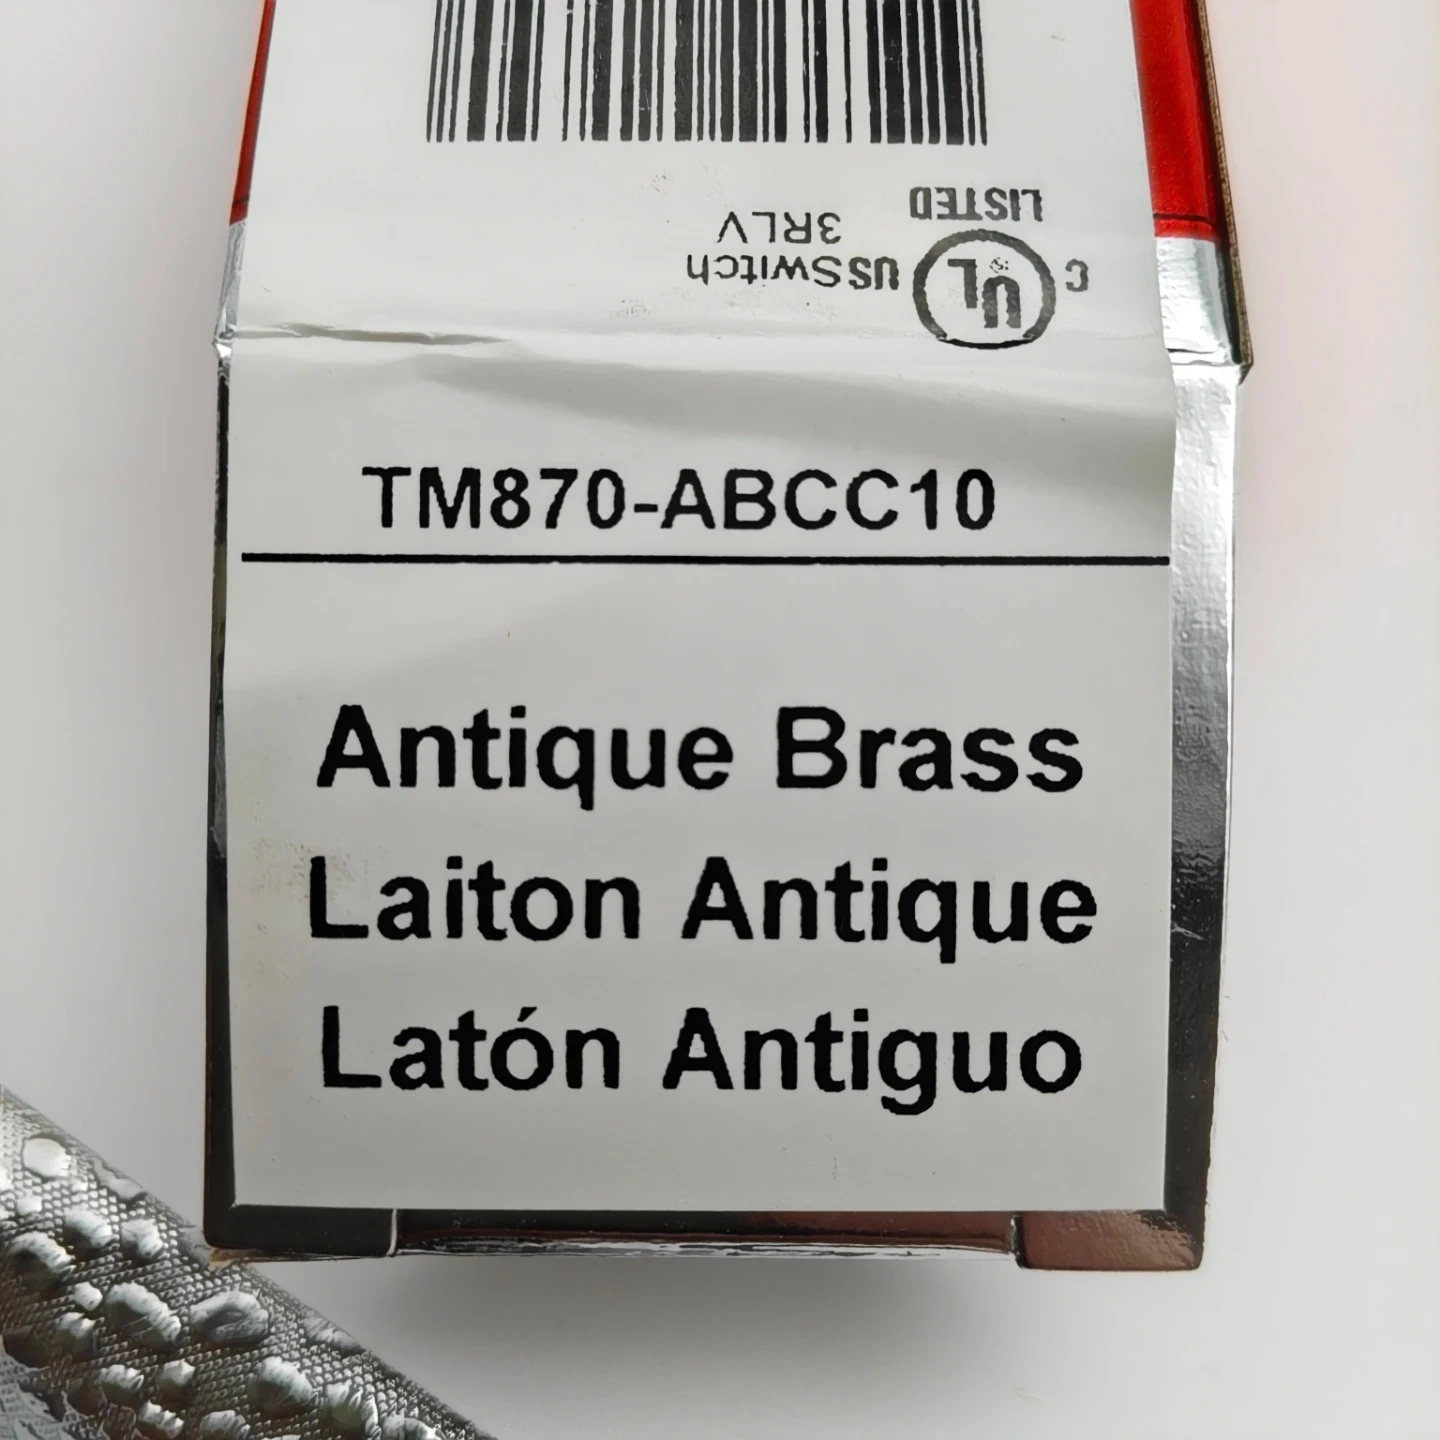 LISTED
C UL US Switch
3RLV
TM870-ABCC10
Antique Brass
Laiton Antique
Latón Antiguo